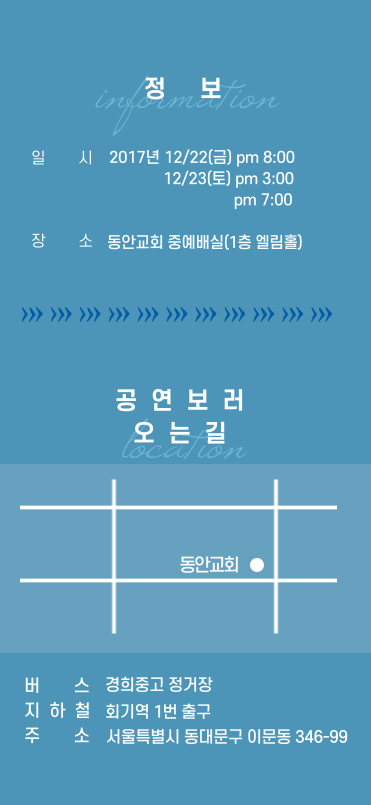 information
정 보
일 시 2017년 12/22(금) pm 8:00
12/23(토) pm 3:00
pm 7:00
장 소 동안교회 중예배실(1층 엘림홀)
공 연 보 러
오 는 길
location
동안교회
버 스 경희중고 정거장
지 하 철 회기역 1번 출구
주 소 서울특별시 동대문구 이문동 346-99